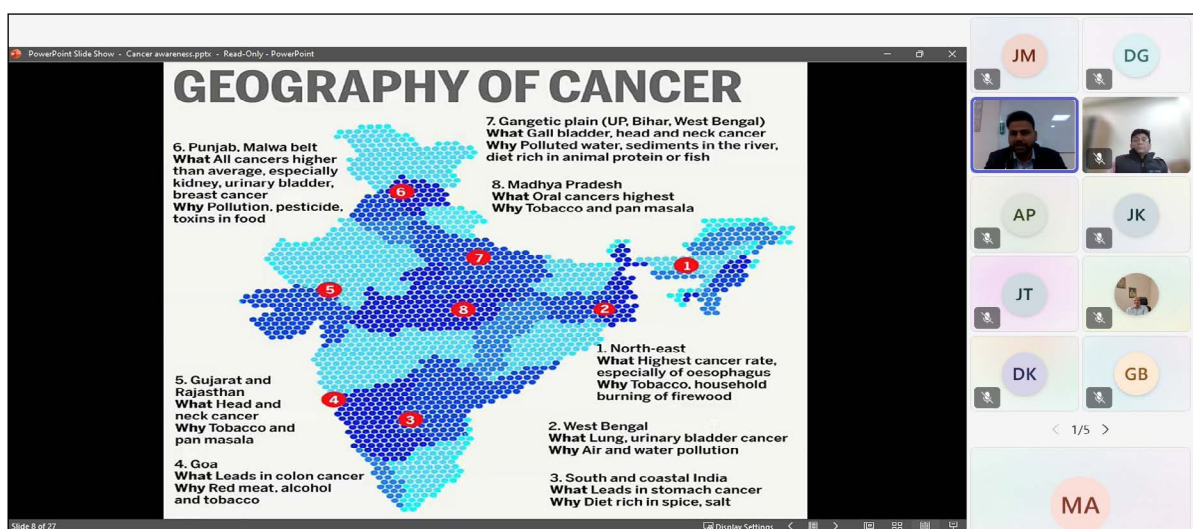 PowerPoint Slide Show - Cancer awareness.pptx - Read-Only - PowerPoint
GEOGRAPHY OF CANCER
6. Punjab, Malwa belt
What All cancers higher
than average, especially
kidney, urinary bladder,
breast cancer
Why Pollution, pesticide,
toxins in food
7. Gangetic plain (UP, Bihar, West Bengal)
What Gall bladder, head and neck cancer
Why Polluted water, sediments in the river,
diet rich in animal protein or fish
8. Madhya Pradesh
What Oral cancers highest
Why Tobacco and pan masala
6
7
1
5
8
2
4
3
1. North-east
What Highest cancer rate,
especially of oesophagus
Why Tobacco, household
burning of firewood
5. Gujarat and
Rajasthan
What Head and
neck cancer
Why Tobacco and
pan masala
2. West Bengal
What Lung, urinary bladder cancer
Why Air and water pollution
4. Goa
What Leads in colon cancer
Why Red meat, alcohol
and tobacco
3. South and coastal India
What Leads in stomach cancer
Why Diet rich in spice, salt
Slide 8 of 27
Display Settings
JM
DG
AP
JK
JT
DK
GB
1/5
MA